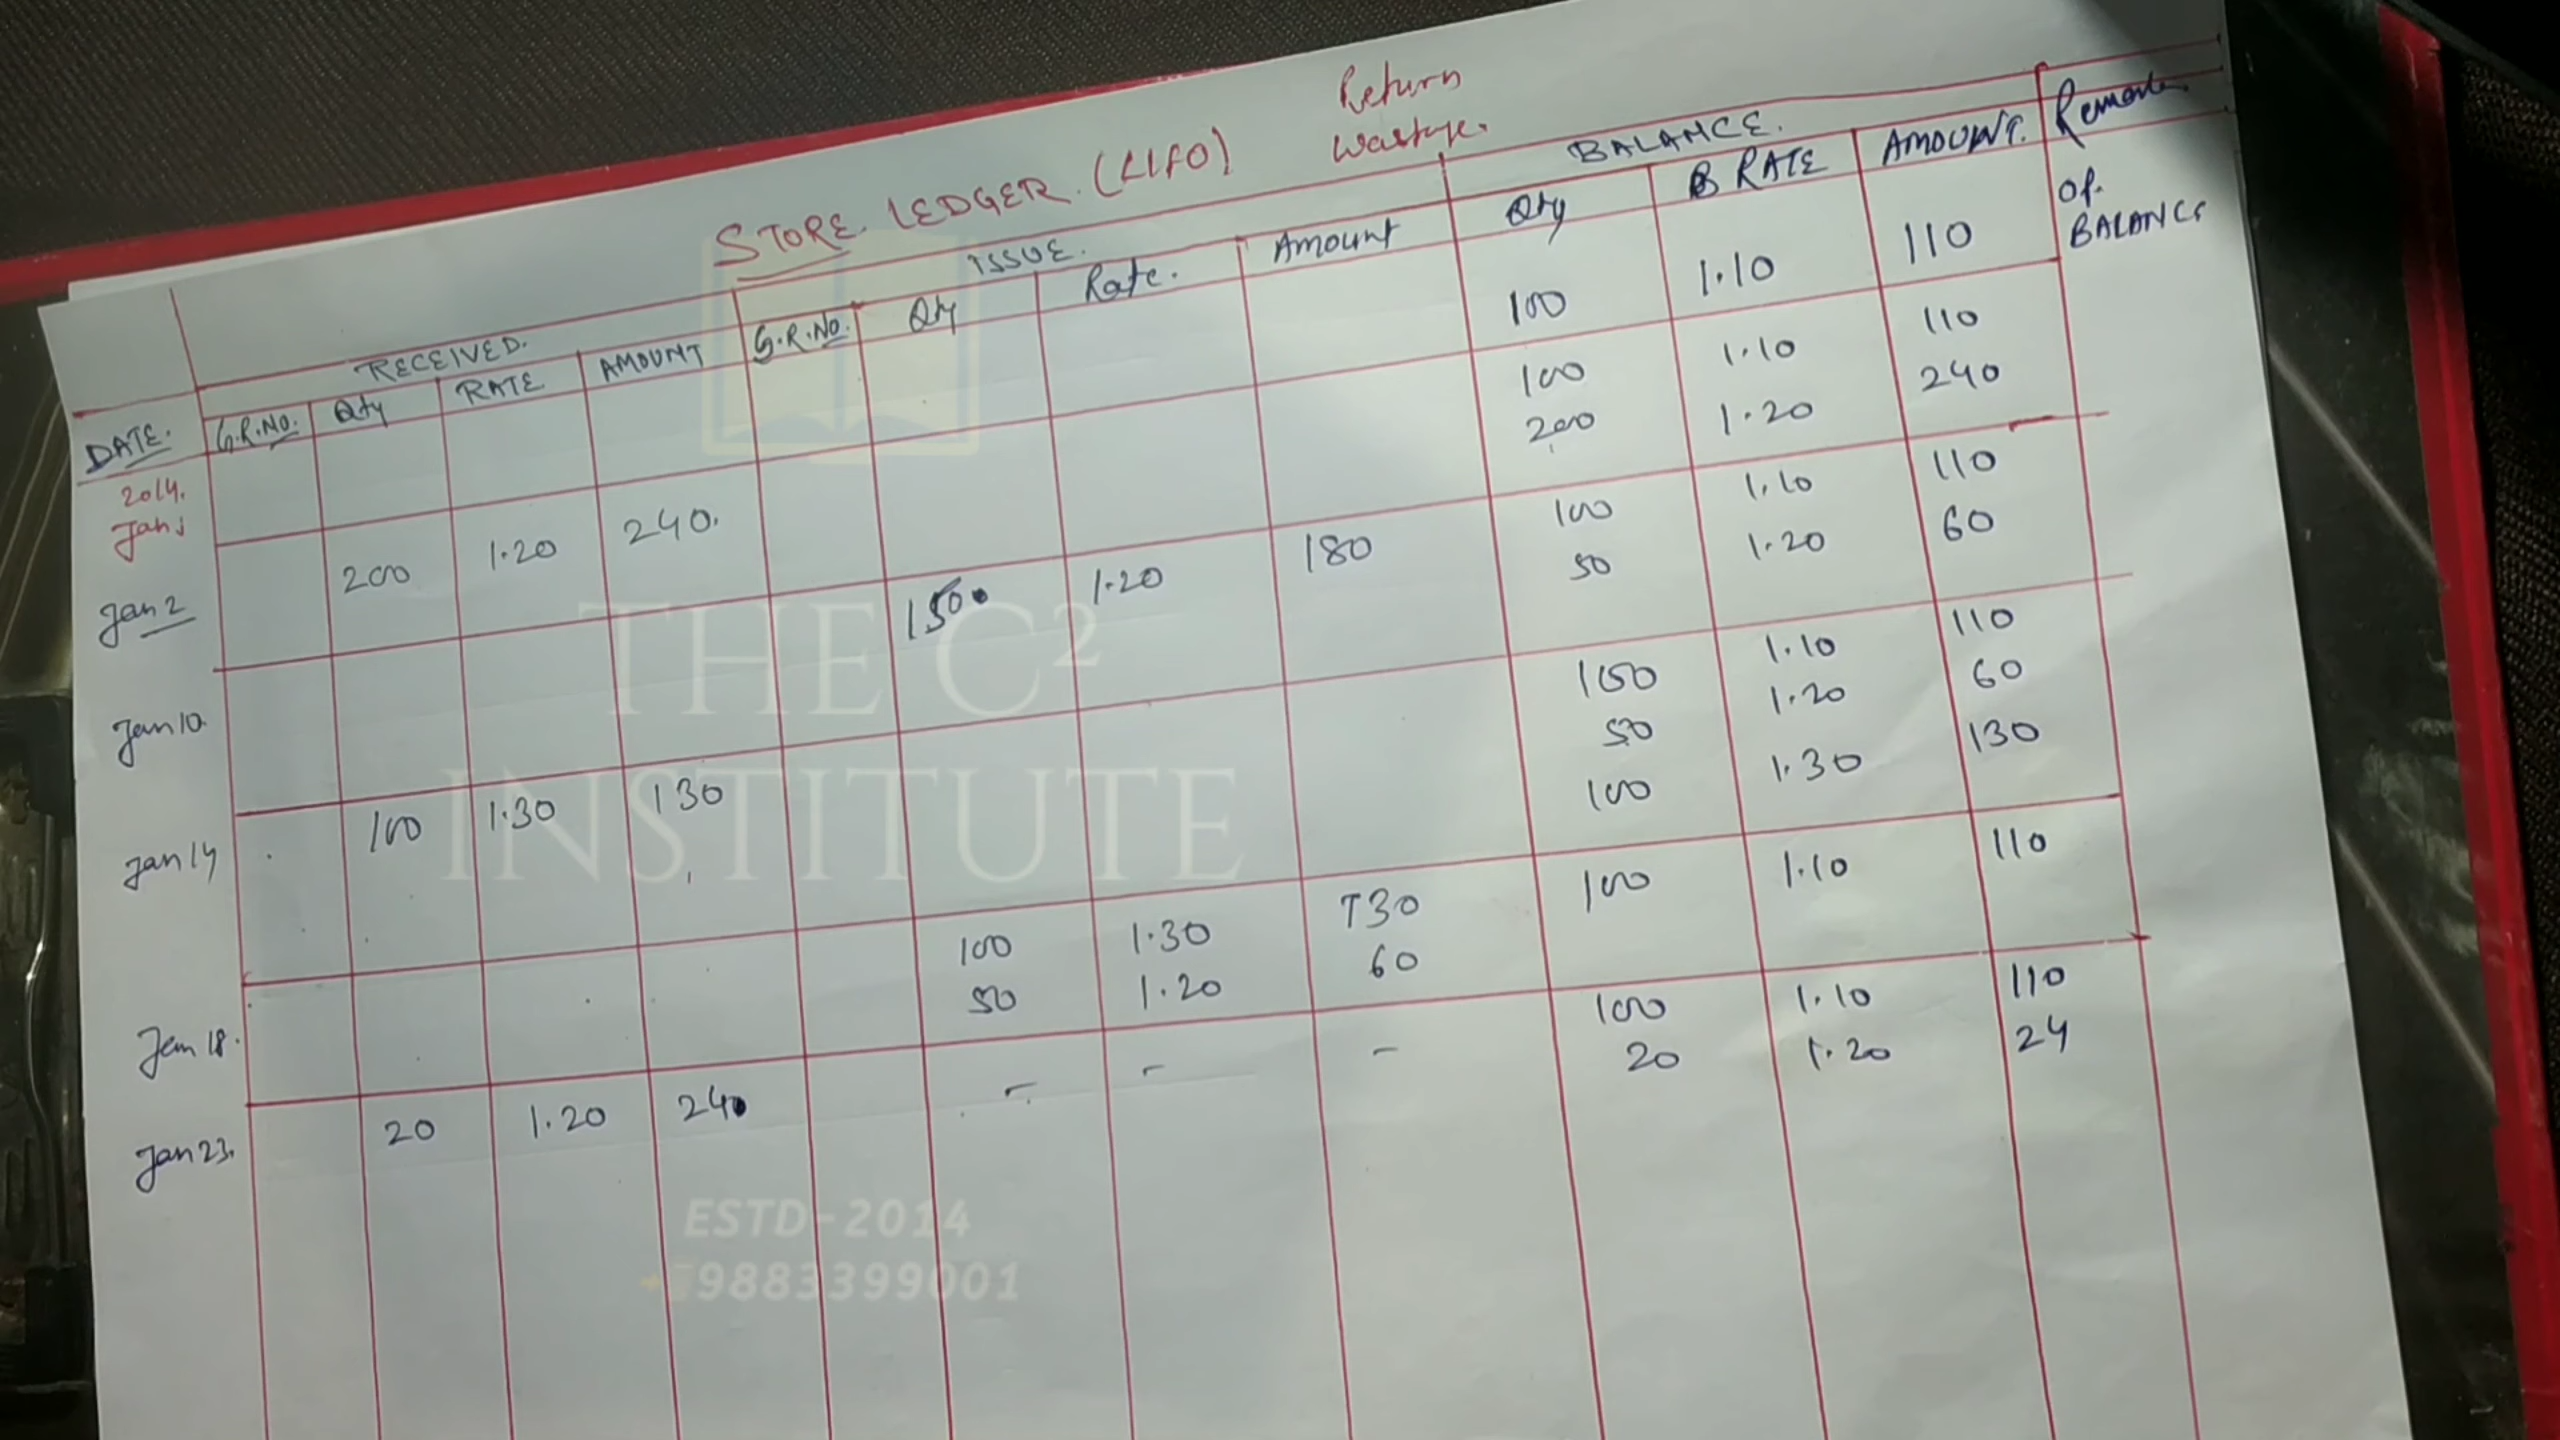 Return
Wastage.
STORE LEDGER. (LIFO)
DATE. RECEIVED. ISSUE. BALANCE. Remark
G.R.No. Qty RATE AMOUNT G.R.No. Qty Rate. Amount Qty B RATE AMOUNT. Of. BALANCE
2014.
Jan 1 100 1.10 110
Jan 2 200 1.20 240. 100 1.10 110
200 1.20 240
Jan 10. 150 1.20 180 100 1.10 110
50 1.20 60
Jan 14 100 1.30 130 100 1.10 110
50 1.20 60
100 1.30 130
Jan 18. 100 1.30 130 100 1.10 110
50 1.20 60
Jan 23. 20 1.20 24 - - - 100 1.10 110
20 1.20 24
THE C²
INSTITUTE
ESTD-2014
9883399001